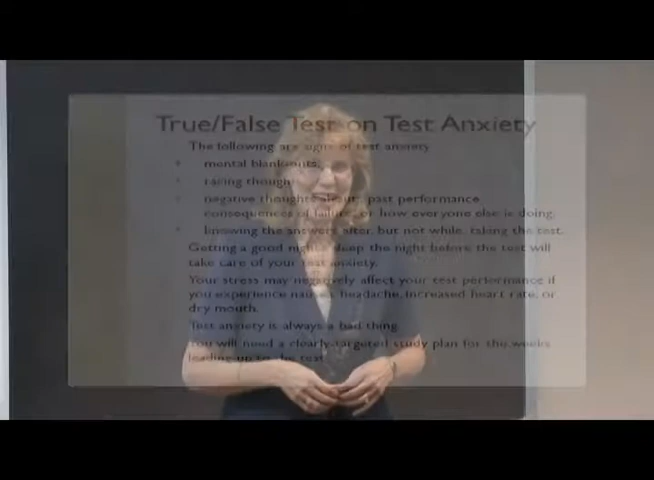 True/False Test on Test Anxiety
The following are signs of test anxiety
• mental blank-outs;
• racing thoughts
• negative thoughts about past performance
consequences of failure, or how everyone else is doing.
• knowing the answers after, but not while, taking the test.
Getting a good night's sleep the night before the test will
take care of your test anxiety.
Your stress may negatively affect your test performance if
you experience nausea, headache, increased heart rate, or
dry mouth.
Test anxiety is always a bad thing
You will need a clearly-targeted study plan for the weeks
leading up to the test